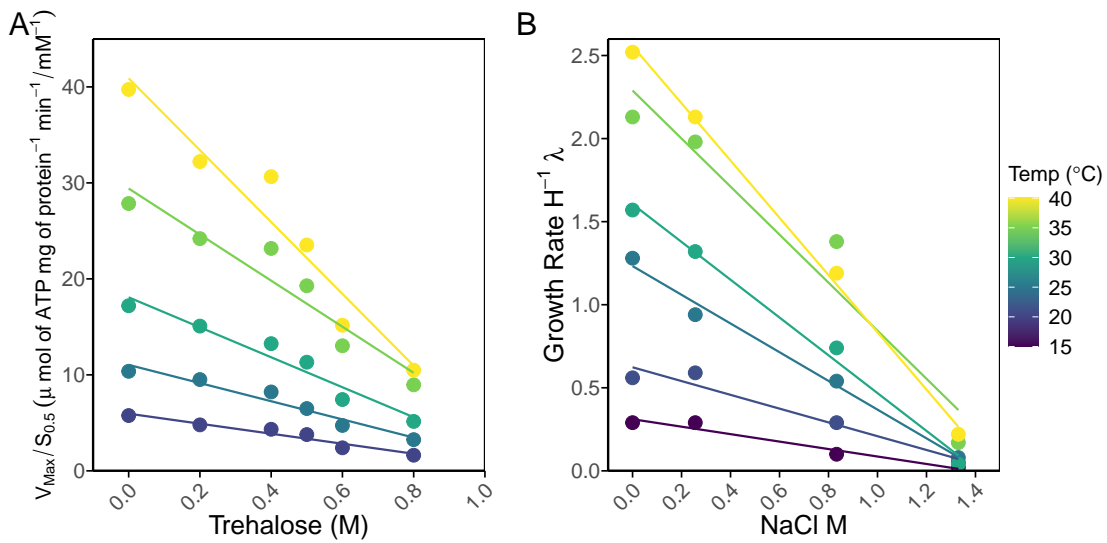 A
V_Max/S_0.5 (μ mol of ATP mg of protein⁻¹ min⁻¹/mM⁻¹)
40
30
20
10
0
0.0 0.2 0.4 0.6 0.8 1.0
Trehalose (M)
B
Growth Rate H⁻¹ λ
2.5
2.0
1.5
1.0
0.5
0.0
0.0 0.2 0.4 0.6 0.8 1.0 1.2 1.4
NaCl M
Temp (°C)
40
35
30
25
20
15